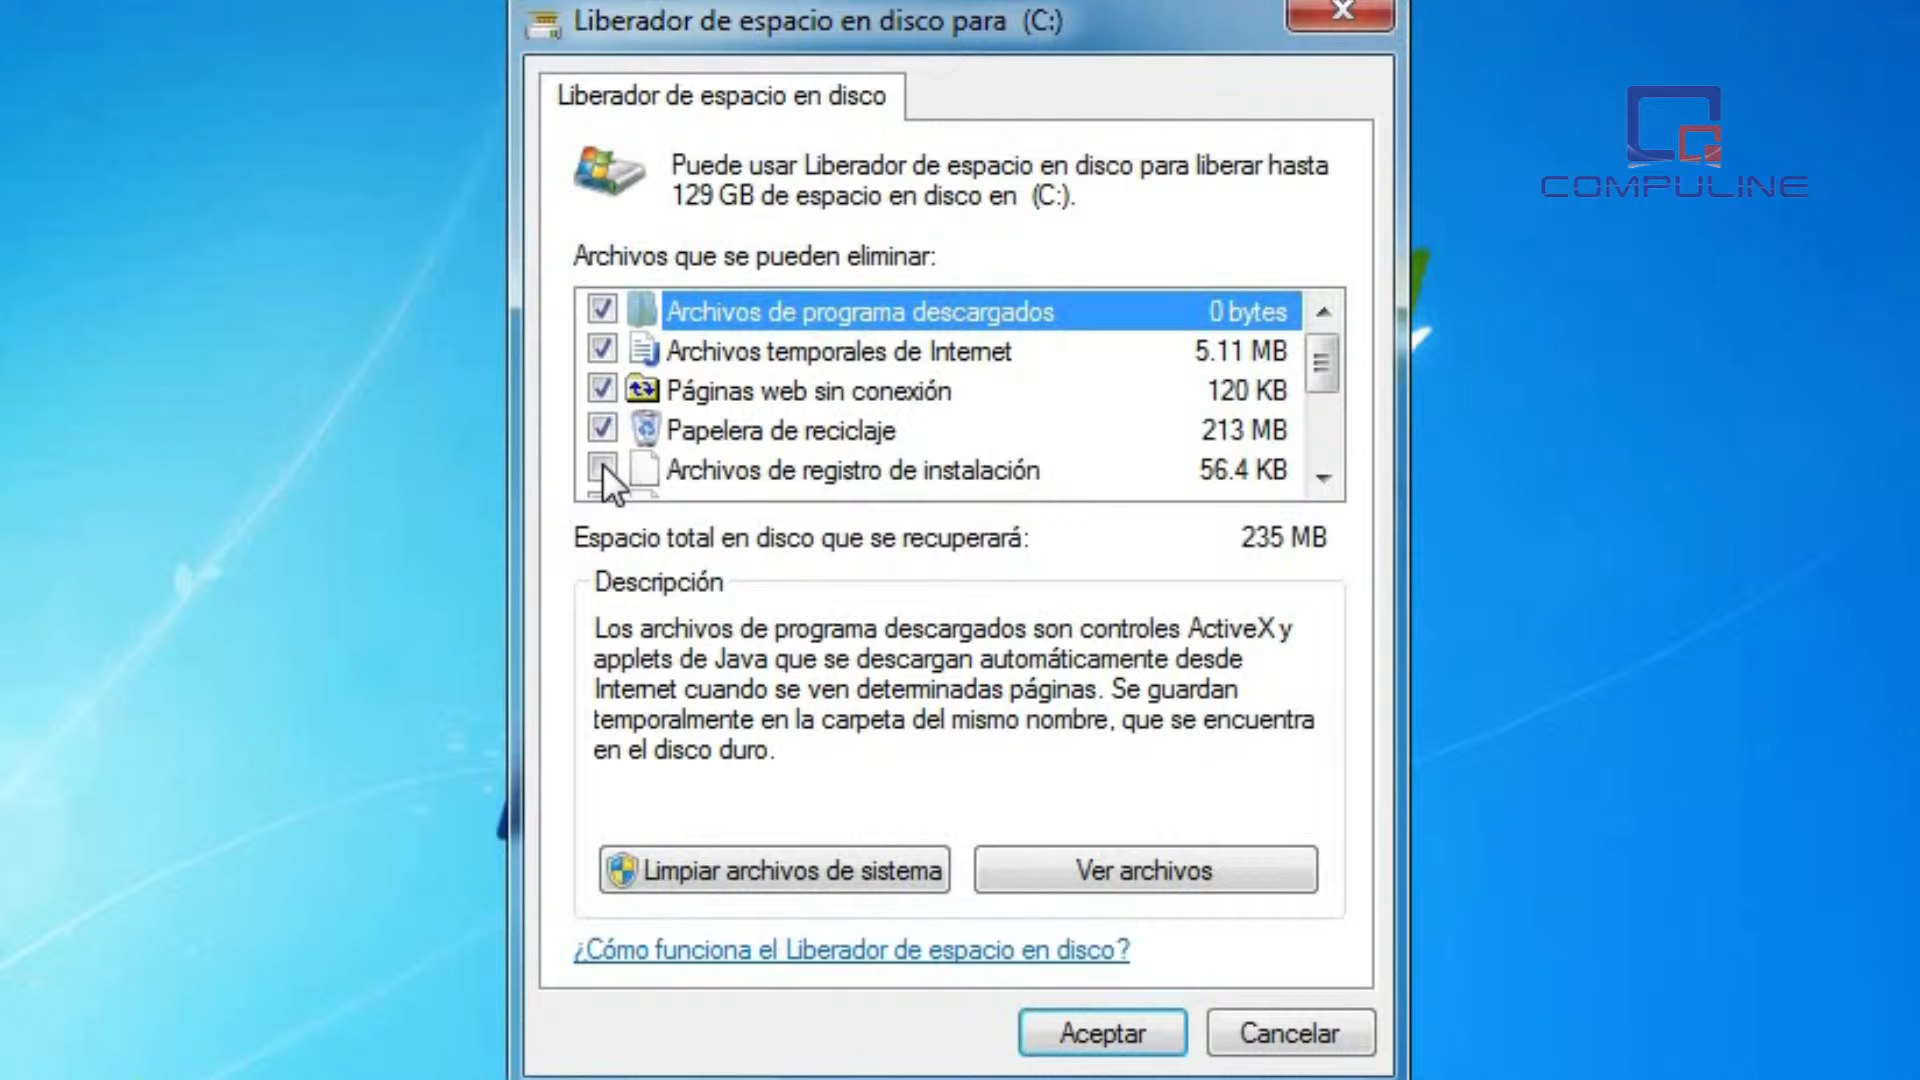 Liberador de espacio en disco para (C:)
Liberador de espacio en disco
Puede usar Liberador de espacio en disco para liberar hasta
129 GB de espacio en disco en (C:).
COMPULINE
Archivos que se pueden eliminar:
Archivos de programa descargados 0 bytes
Archivos temporales de Internet 5.11 MB
Páginas web sin conexión 120 KB
Papelera de reciclaje 213 MB
Archivos de registro de instalación 56.4 KB
Espacio total en disco que se recuperará: 235 MB
Descripción
Los archivos de programa descargados son controles ActiveX y
applets de Java que se descargan automáticamente desde
Internet cuando se ven determinadas páginas. Se guardan
temporalmente en la carpeta del mismo nombre, que se encuentra
en el disco duro.
Limpiar archivos de sistema
Ver archivos
¿Cómo funciona el Liberador de espacio en disco?
Aceptar
Cancelar